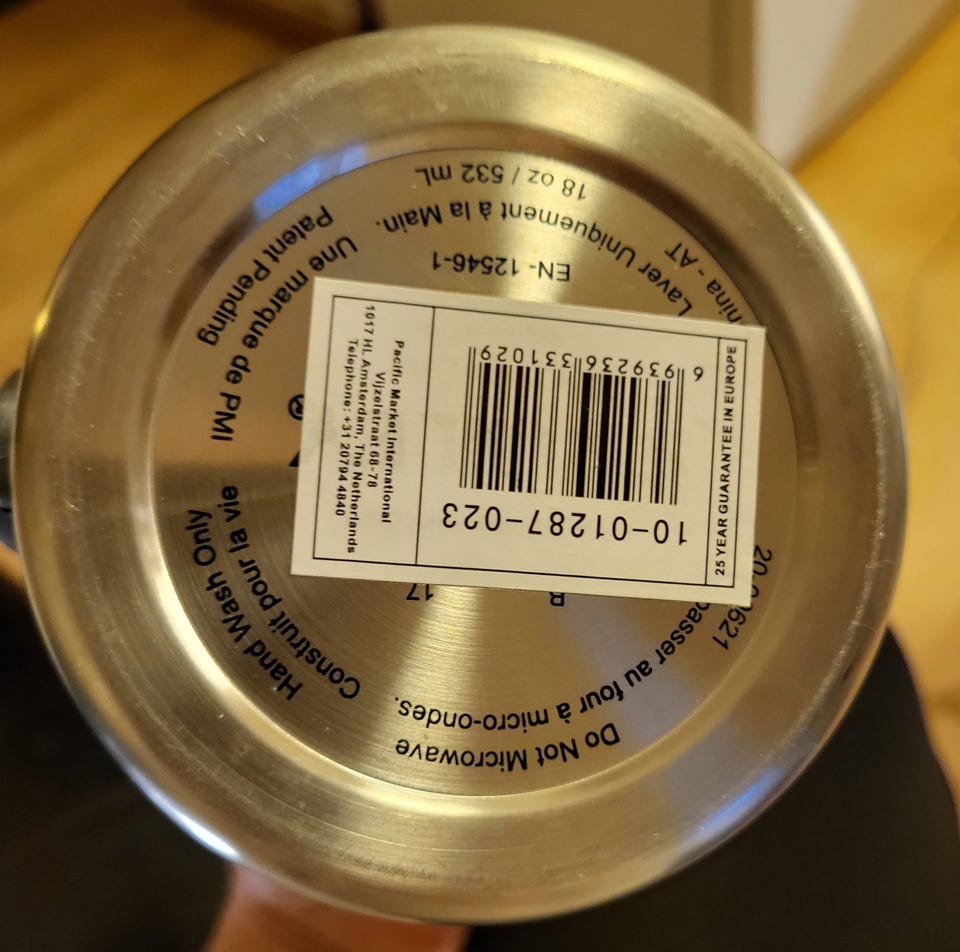 18 oz / 532 mL
Laver Uniquement à la Main.
EN- 12546-1
Patent Pending
Une marque de PMI
- AT
Hand Wash Only
Construit pour la vie
Do Not Microwave
au four à micro-ondes.
17
B
®
25 YEAR GUARANTEE IN EUROPE
10-01287-023
6 939236 331029
Pacific Market International
Vijzelstraat 68-78
1017 HL Amsterdam, The Netherlands
Telephone: +31 20794 4840